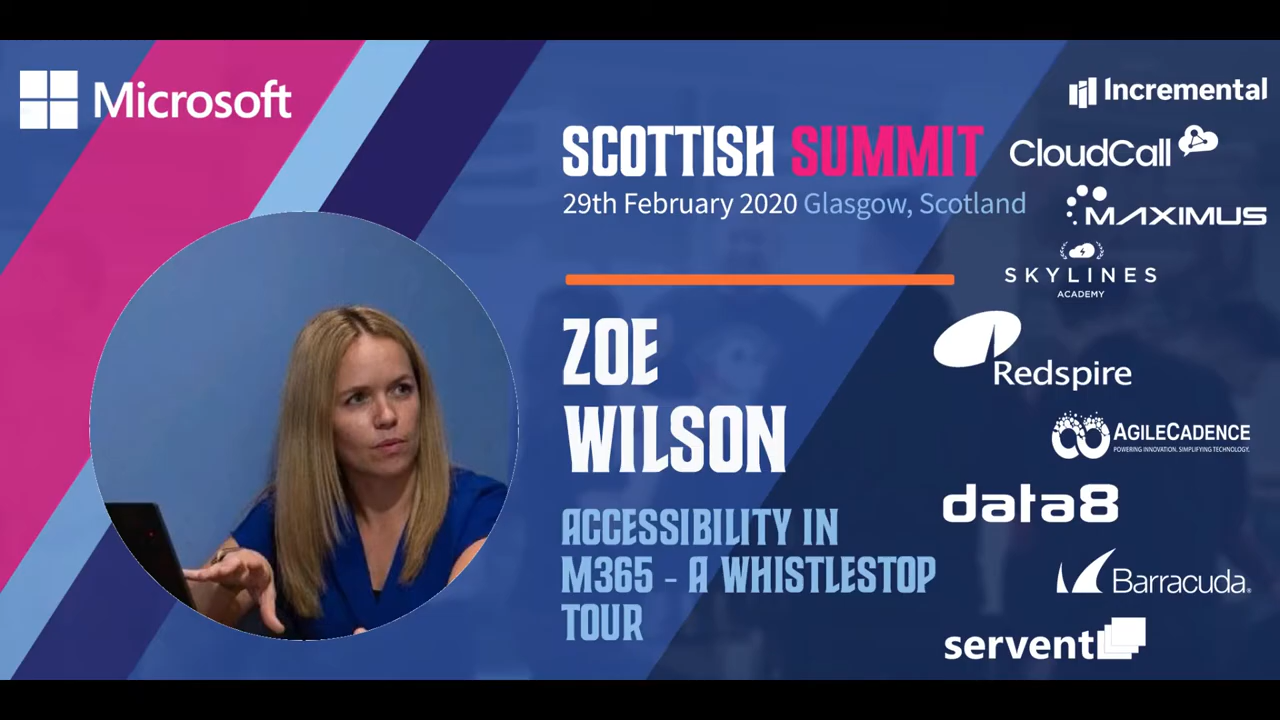 Microsoft
SCOTTISH SUMMIT
29th February 2020 Glasgow, Scotland
ZOE
WILSON
ACCESSIBILITY IN
M365 - A WHISTLESTOP
TOUR
Incremental
CloudCall
MAXIMUS
SKYLINES
ACADEMY
Redspire
AGILECADENCE
POWERING INNOVATION. SIMPLIFYING TECHNOLOGY.
data8
Barracuda®
servent